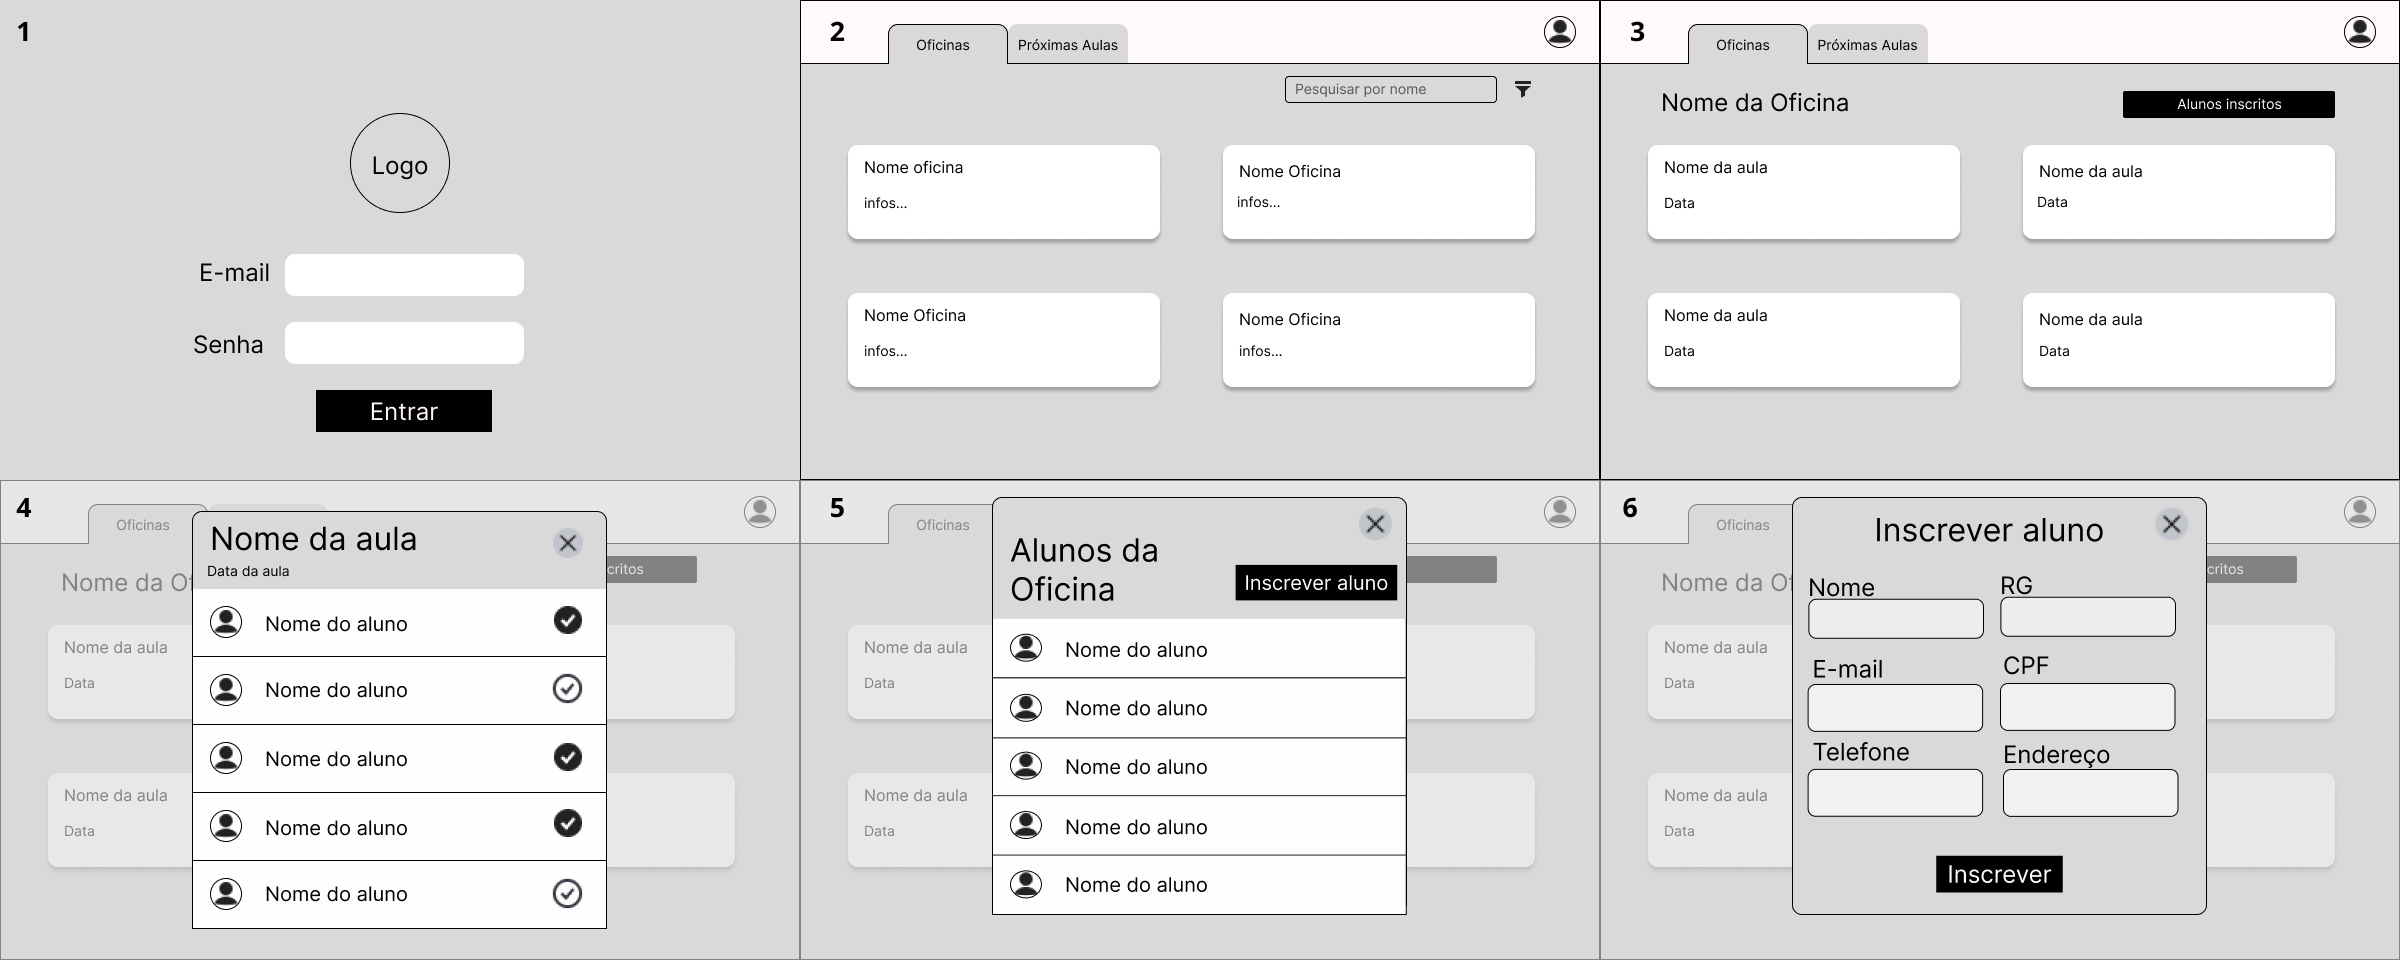 1
Logo
E-mail
Senha
Entrar
2
Oficinas
Próximas Aulas
Pesquisar por nome
Nome oficina
infos...
Nome Oficina
infos...
Nome Oficina
infos...
Nome Oficina
infos...
3
Oficinas
Próximas Aulas
Nome da Oficina
Alunos inscritos
Nome da aula
Data
Nome da aula
Data
Nome da aula
Data
Nome da aula
Data
4
Oficinas
Nome da Of
critos
Nome da aula
Data
Nome da aula
Data
Nome da aula
Data da aula
Nome do aluno
Nome do aluno
Nome do aluno
Nome do aluno
Nome do aluno
5
Oficinas
Nome da aula
Data
Nome da aula
Data
Alunos da
Oficina
Inscrever aluno
Nome do aluno
Nome do aluno
Nome do aluno
Nome do aluno
Nome do aluno
6
Oficinas
Nome da Of
critos
Nome da aula
Data
Nome da aula
Data
Inscrever aluno
Nome
RG
E-mail
CPF
Telefone
Endereço
Inscrever